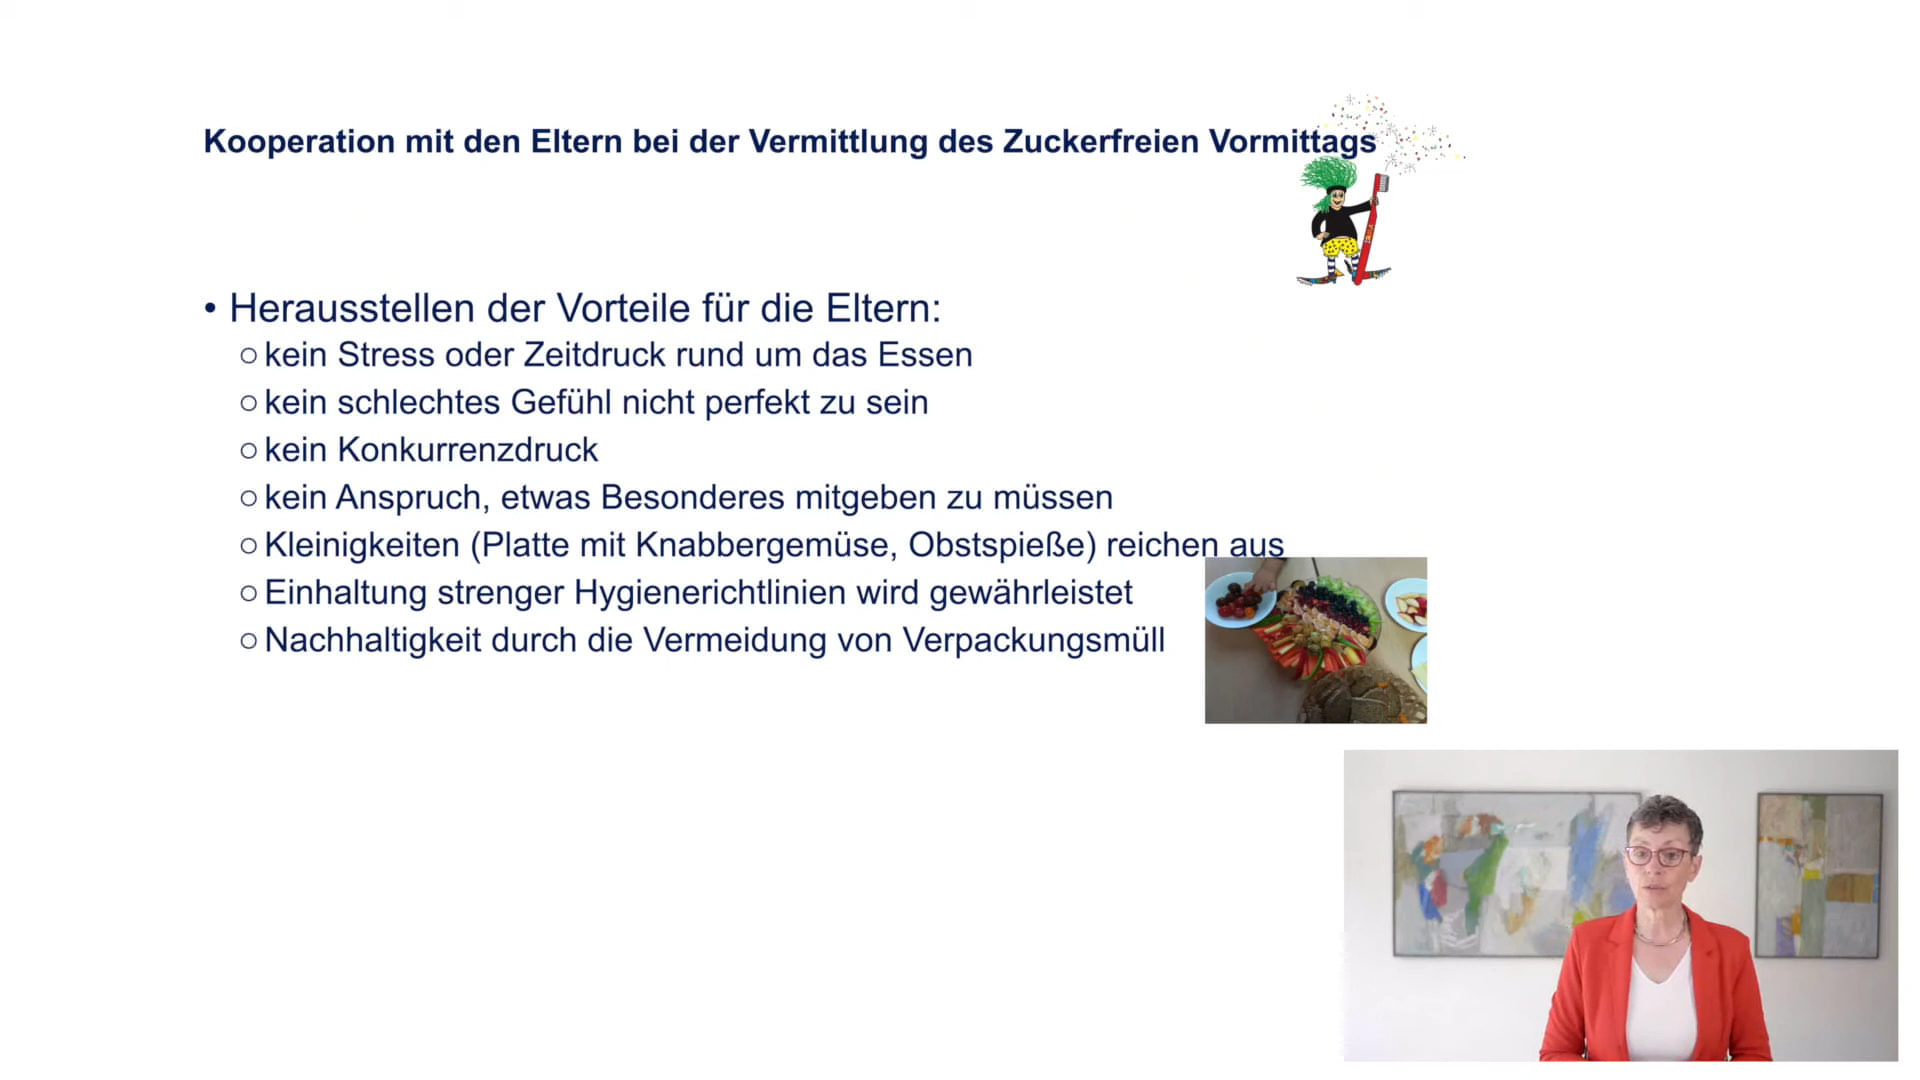 Kooperation mit den Eltern bei der Vermittlung des Zuckerfreien Vormittags
• Herausstellen der Vorteile für die Eltern:
○ kein Stress oder Zeitdruck rund um das Essen
○ kein schlechtes Gefühl nicht perfekt zu sein
○ kein Konkurrenzdruck
○ kein Anspruch, etwas Besonderes mitgeben zu müssen
○ Kleinigkeiten (Platte mit Knabbergemüse, Obstspieße) reichen aus
○ Einhaltung strenger Hygienerichtlinien wird gewährleistet
○ Nachhaltigkeit durch die Vermeidung von Verpackungsmüll